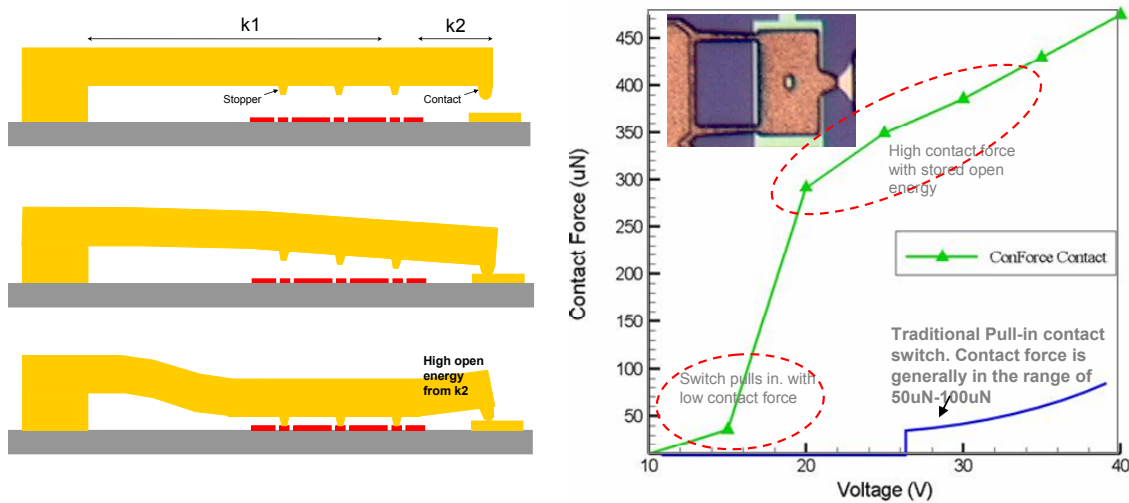 k1
k2
Stopper
Contact
High open
energy
from k2
450
400
350
300
250
200
150
100
50
10
20
30
40
Contact Force (uN)
Voltage (V)
High contact force
with stored open
energy
ConForce Contact
Traditional Pull-in contact
switch. Contact force is
generally in the range of
50uN-100uN
Switch pulls in. with
low contact force